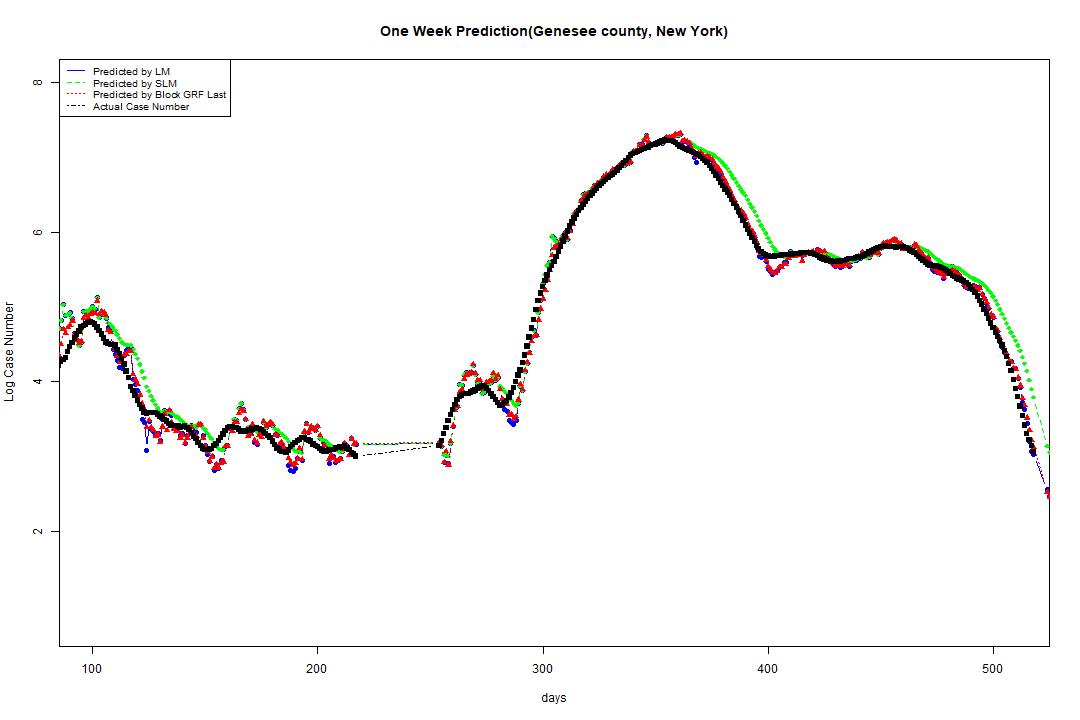 One Week Prediction(Genesee county, New York)
Predicted by LM
Predicted by SLM
Predicted by Block GRF Last
Actual Case Number
Log Case Number
8
6
4
2
100 200 300 400 500
days